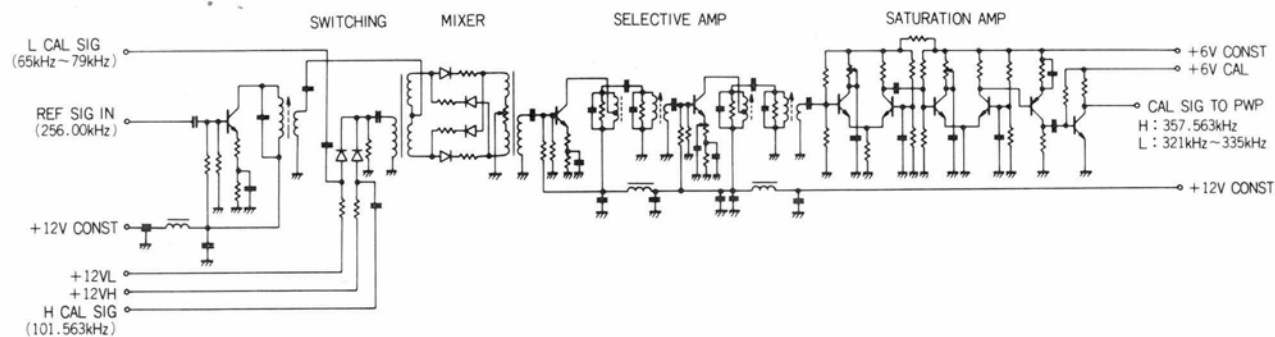 SWITCHING MIXER SELECTIVE AMP SATURATION AMP
L CAL SIG
(65kHz~79kHz)
REF SIG IN
(256.00kHz)
+12V CONST
+12VL
+12VH
H CAL SIG
(101.563kHz)
+6V CONST
+6V CAL
CAL SIG TO PWP
H : 357.563kHz
L : 321kHz~335kHz
+12V CONST